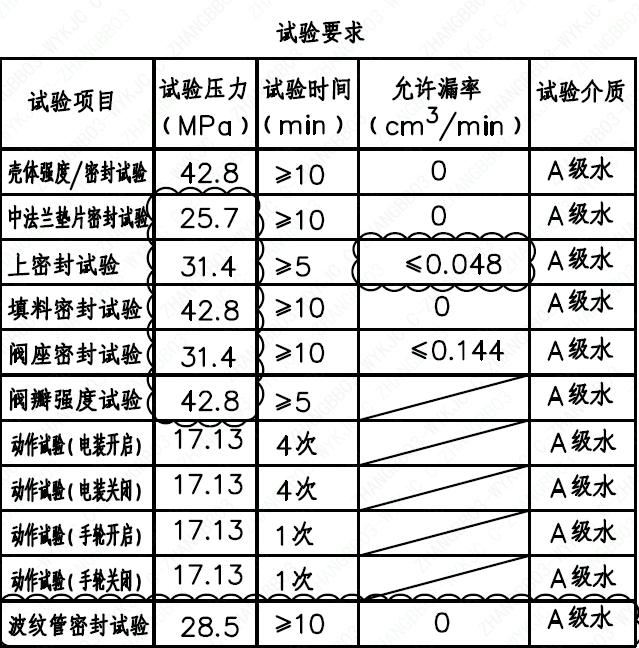 试验要求
试验项目 试验压力（MPa） 试验时间（min） 允许漏率（cm³/min） 试验介质
壳体强度/密封试验 42.8 ≥10 0 A级水
中法兰垫片密封试验 25.7 ≥10 0 A级水
上密封试验 31.4 ≥5 ≤0.048 A级水
填料密封试验 42.8 ≥10 0 A级水
阀座密封试验 31.4 ≥10 ≤0.144 A级水
阀瓣强度试验 42.8 ≥5 A级水
动作试验(电装开启) 17.13 4次 A级水
动作试验(电装关闭) 17.13 4次 A级水
动作试验(手轮开启) 17.13 1次 A级水
动作试验(手轮关闭) 17.13 1次 A级水
波纹管密封试验 28.5 ≥10 0 A级水